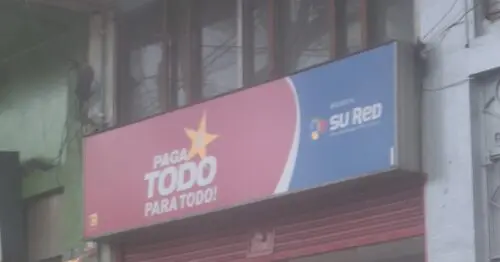 PAGA
TODO
PARA TODO!
SU RED